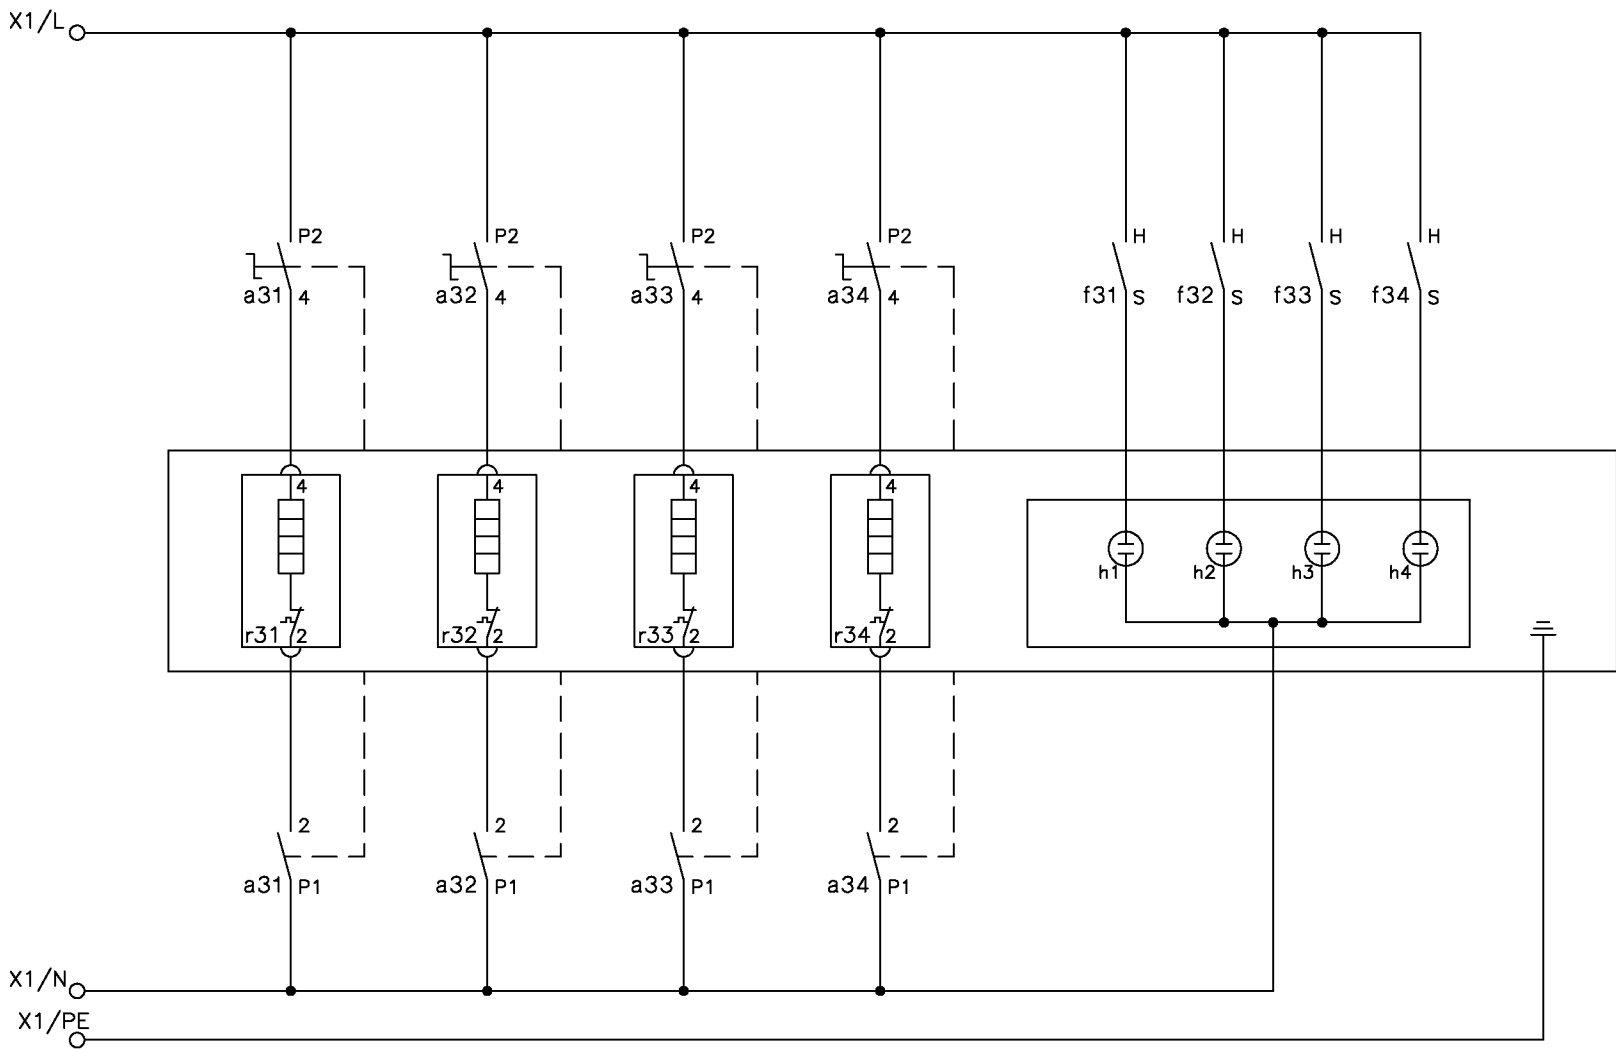 X1/L
P2 P2 P2 P2 H H H H
a31 4 a32 4 a33 4 a34 4 f31 S f32 S f33 S f34 S
4 4 4 4
h1 h2 h3 h4
r31 2 r32 2 r33 2 r34 2
2 2 2 2
a31 P1 a32 P1 a33 P1 a34 P1
X1/N
X1/PE